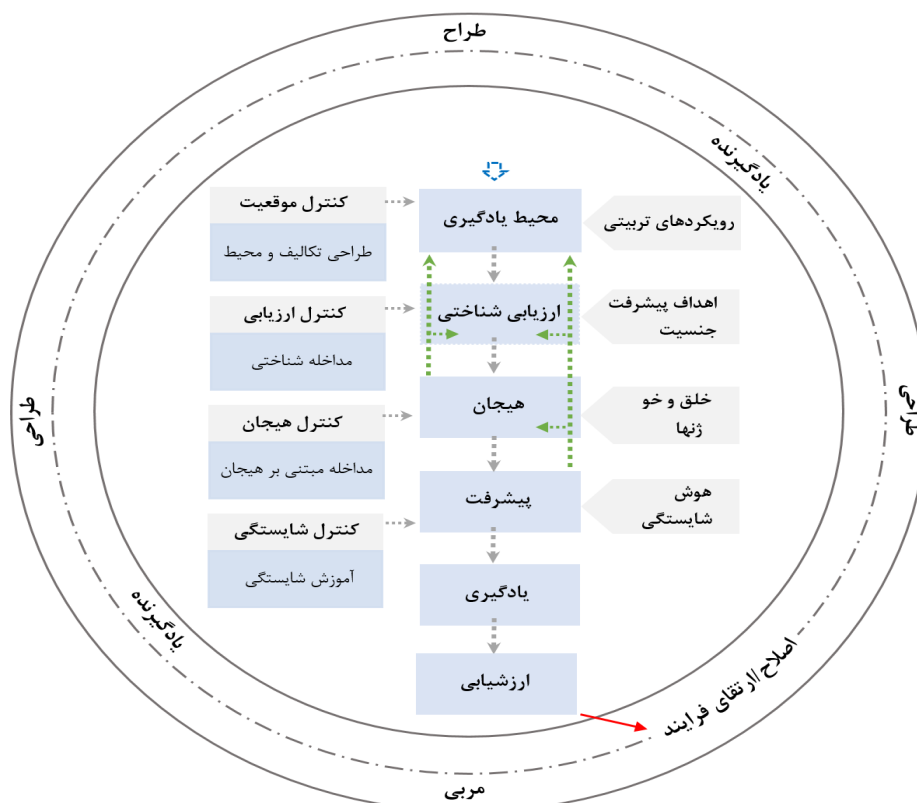 طراح
یادگیرنده
کنترل موقعیت
طراحی تکالیف و محیط
محیط یادگیری
رویکردهای تربیتی
کنترل ارزیابی
مداخله شناختی
ارزیابی شناختی
اهداف پیشرفت
جنسیت
طراحی
طراحی
کنترل هیجان
مداخله مبتنی بر هیجان
هیجان
خلق و خو
ژنها
کنترل شایستگی
آموزش شایستگی
پیشرفت
هوش
شایستگی
یادگیری
یادگیرنده
ارزشیابی
اصلاح/ارتقای فرایند
مربی